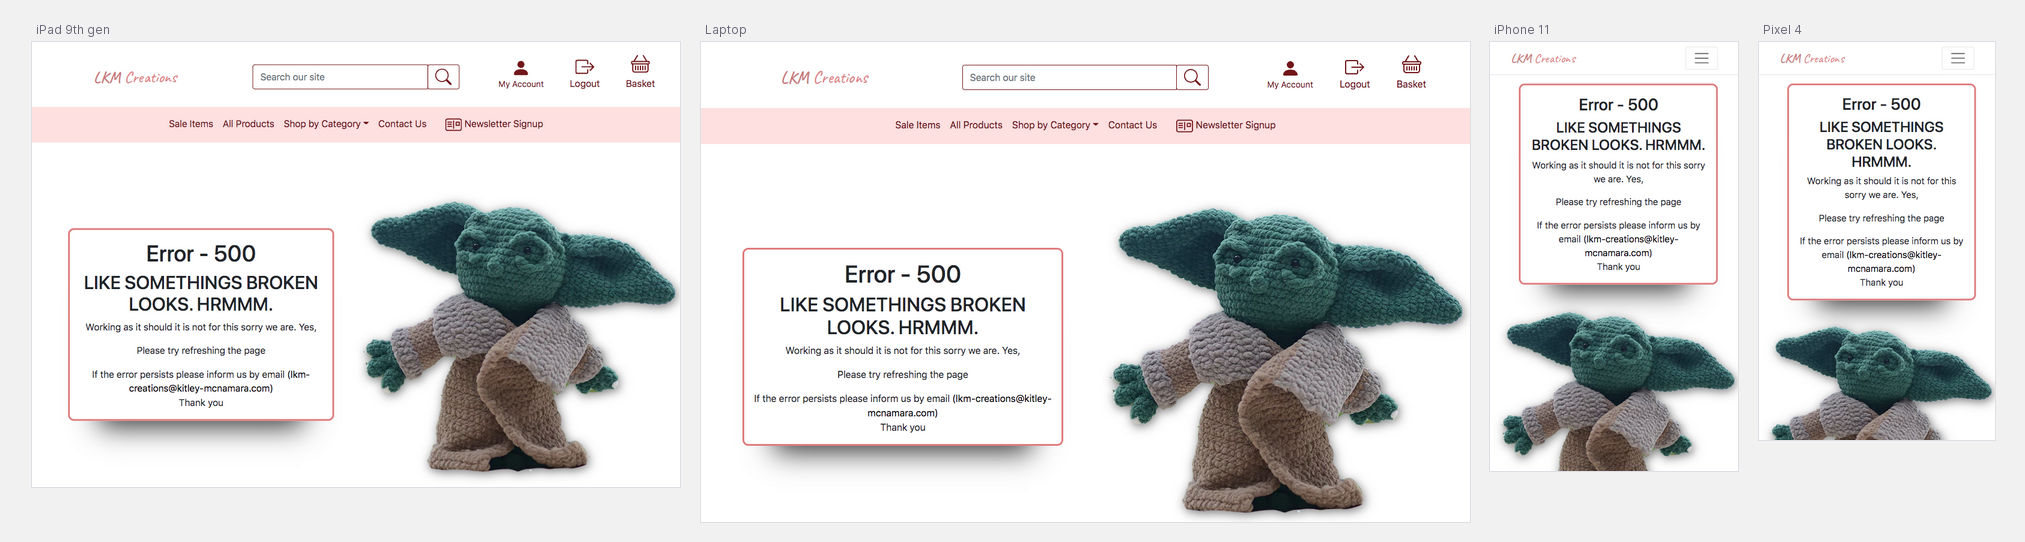 iPad 9th gen
LKM Creations
Search our site
My Account
Logout
Basket
Sale Items
All Products
Shop by Category
Contact Us
Newsletter Signup
Error - 500
LIKE SOMETHINGS BROKEN
LOOKS. HRMMM.
Working as it should it is not for this sorry we are. Yes,
Please try refreshing the page
If the error persists please inform us by email (lkm-
creations@kitley-mcnamara.com)
Thank you
Laptop
LKM Creations
Search our site
My Account
Logout
Basket
Sale Items
All Products
Shop by Category
Contact Us
Newsletter Signup
Error - 500
LIKE SOMETHINGS BROKEN
LOOKS. HRMMM.
Working as it should it is not for this sorry we are. Yes,
Please try refreshing the page
If the error persists please inform us by email (lkm-creations@kitley-
mcnamara.com)
Thank you
iPhone 11
LKM Creations
Error - 500
LIKE SOMETHINGS
BROKEN LOOKS. HRMMM.
Working as it should it is not for this sorry
we are. Yes,
Please try refreshing the page
If the error persists please inform us by
email (lkm-creations@kitley-
mcnamara.com)
Thank you
Pixel 4
LKM Creations
Error - 500
LIKE SOMETHINGS
BROKEN LOOKS.
HRMMM.
Working as it should it is not for this
sorry we are. Yes,
Please try refreshing the page
If the error persists please inform us by
email (lkm-creations@kitley-
mcnamara.com)
Thank you